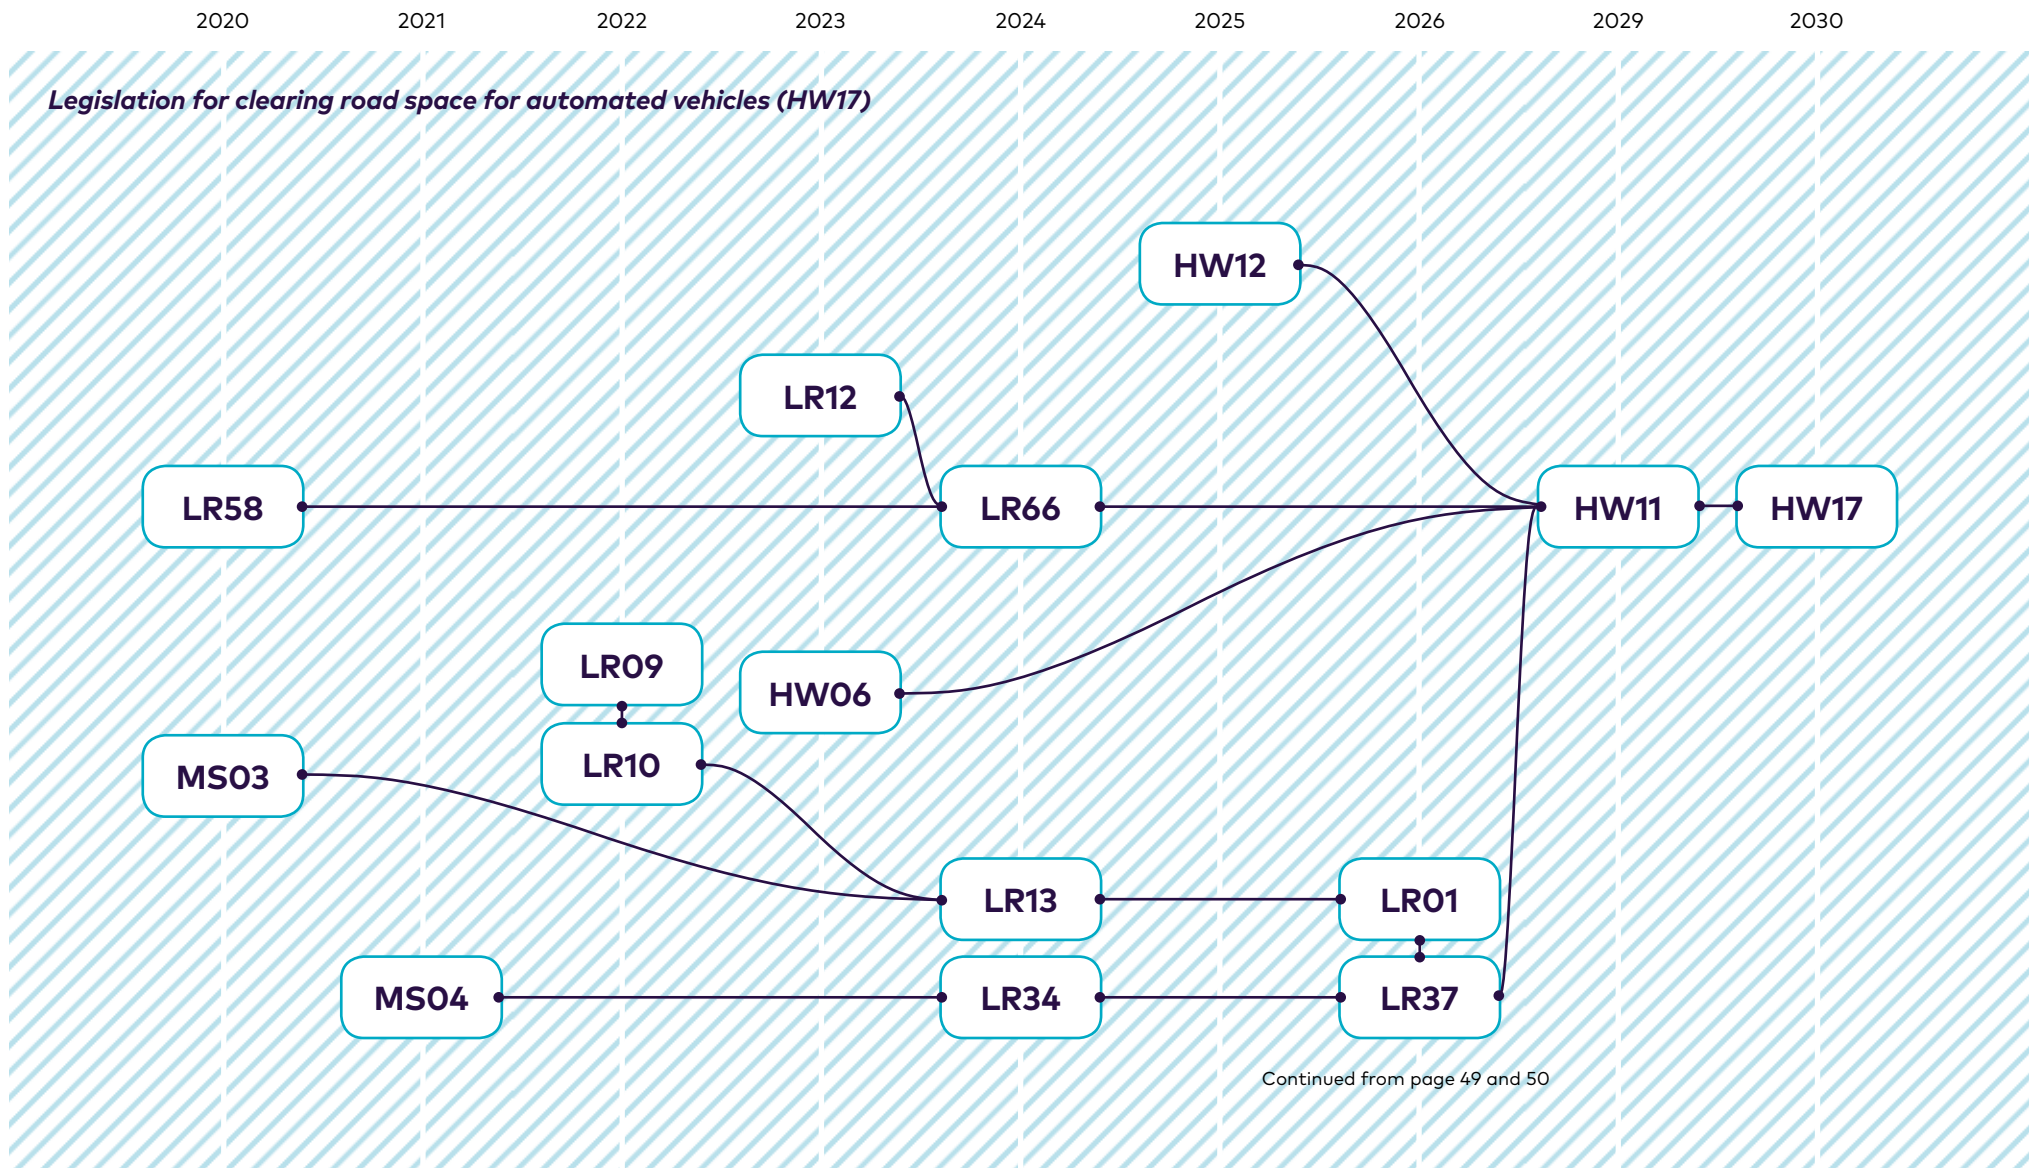 2020 2021 2022 2023 2024 2025 2026 2029 2030
Legislation for clearing road space for automated vehicles (HW17)
HW12
LR12
LR58 LR66 HW11 HW17
LR09
HW06
LR10
MS03
LR13 LR01
MS04 LR34 LR37
Continued from page 49 and 50